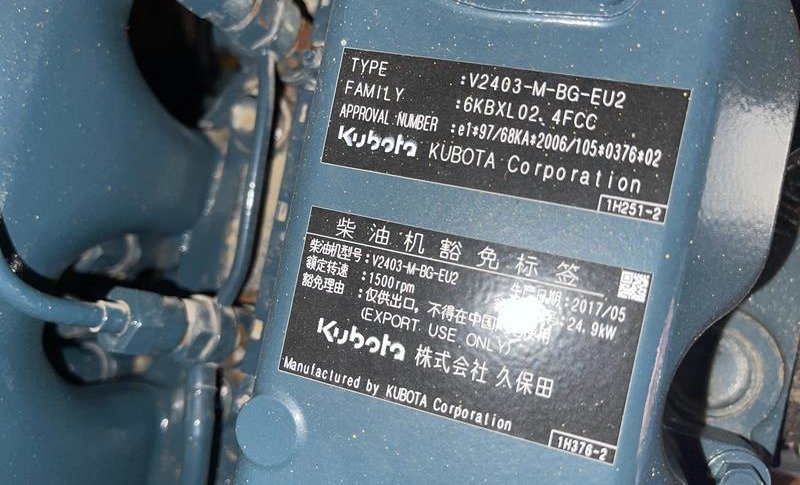 TYPE :V2403-M-BG-EU2
FAMILY :6KBXL02.4FCC
APPROVAL NUMBER :e1*97/68KA*2006/105*0376*02
Kubota KUBOTA Corporation
1H251-2
柴油机豁免标签
柴油机型号:V2403-M-BG-EU2
额定转速:1500rpm 生产日期:2017/05
豁免理由:仅供出口,不得在中国 使用 24.9kW
(EXPORT USE ONLY)
Kubota 株式会社 久保田
Manufactured by KUBOTA Corporation
1H376-2